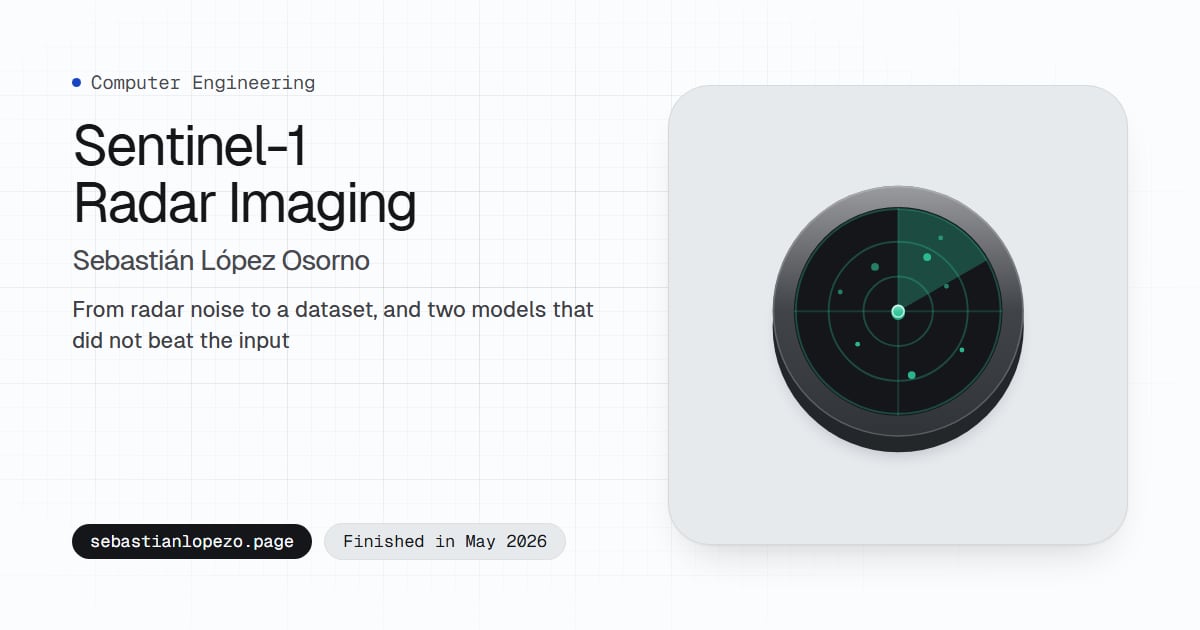 Computer Engineering
Sentinel-1
Radar Imaging
Sebastián López Osorno
From radar noise to a dataset, and two models that
did not beat the input
sebastianlopezo.page
Finished in May 2026